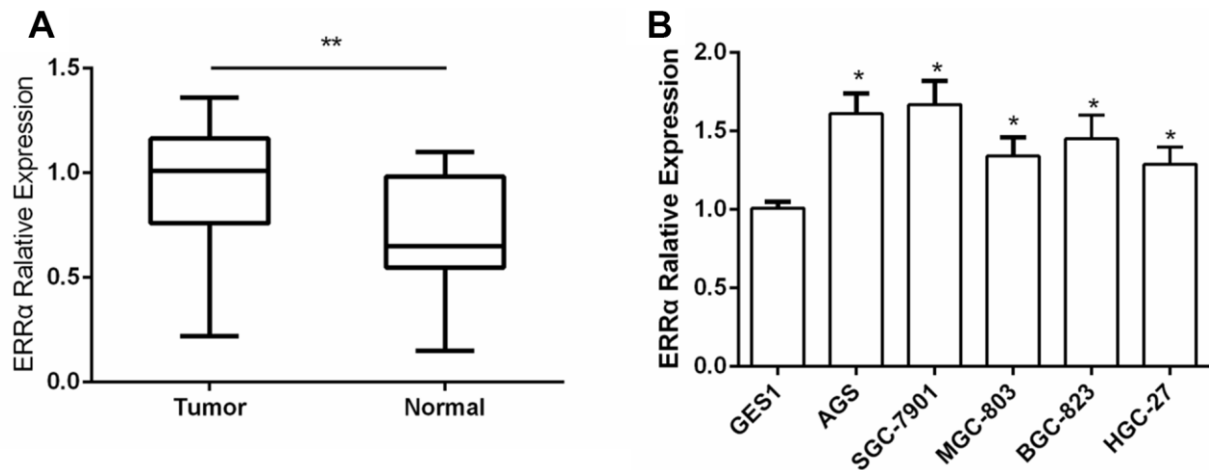 A
**
ERRα Ralative Expression
1.5
1.0
0.5
0.0
Tumor
Normal
B
ERRα Ralative Expression
2.0
1.5
1.0
0.5
0.0
*
*
*
*
*
GES1
AGS
SGC-7901
MGC-803
BGC-823
HGC-27